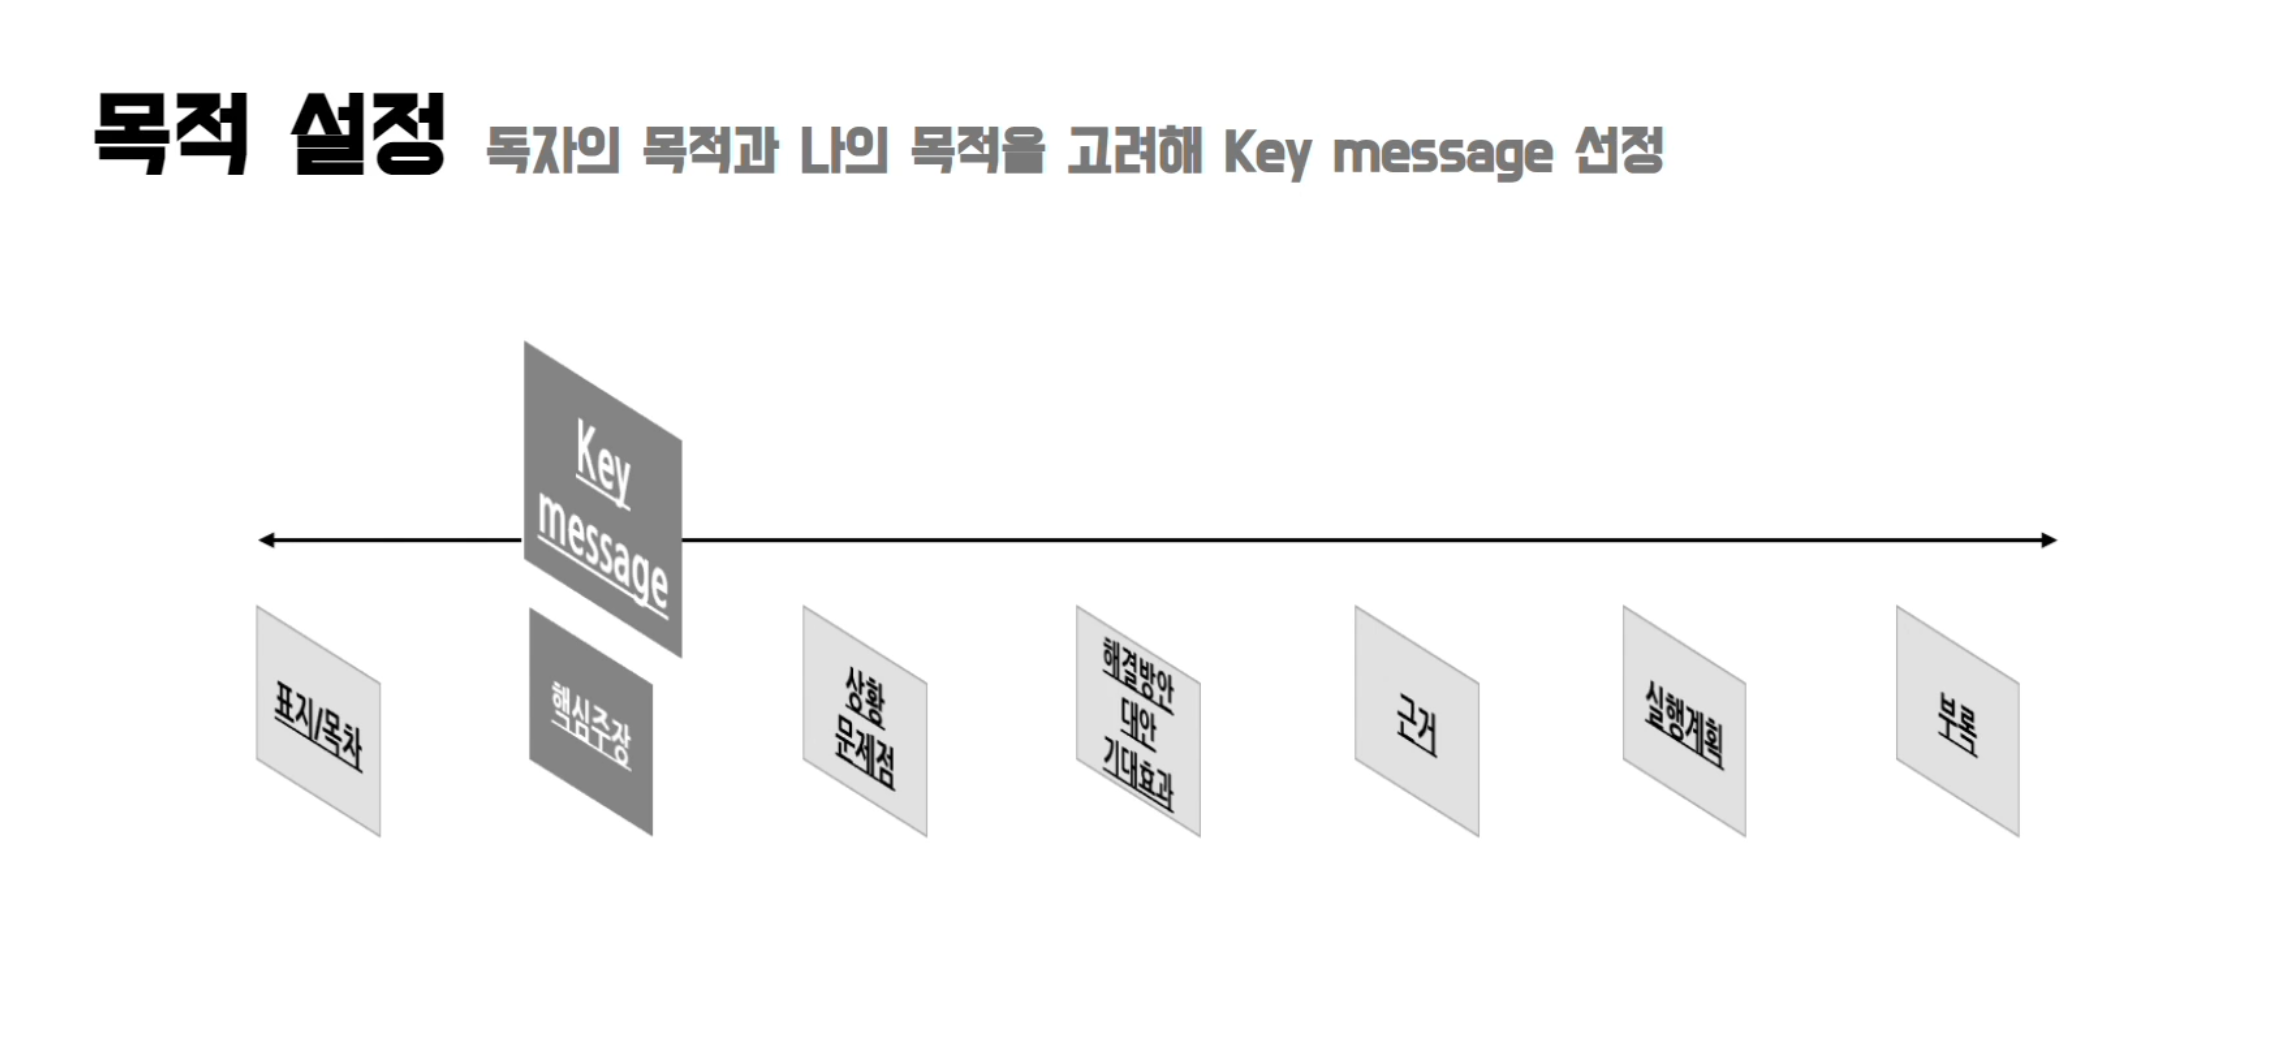 목적 설정 독자의 목적과 나의 목적을 고려해 Key message 선정
Key
message
표지/목차
핵심주장
상황
문제점
해결방안
대안
기대효과
근거
실행계획
부록